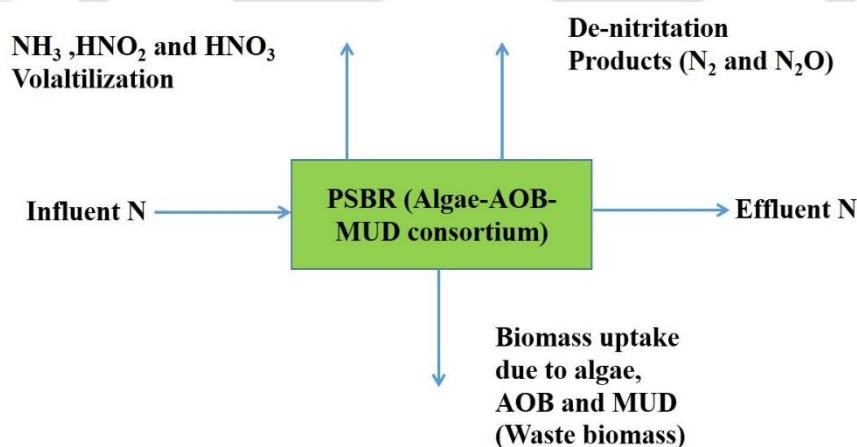 NH₃ ,HNO₂ and HNO₃
Volaltilization
De-nitritation
Products (N₂ and N₂O)
Influent N
PSBR (Algae-AOB-
MUD consortium)
Effluent N
Biomass uptake
due to algae,
AOB and MUD
(Waste biomass)